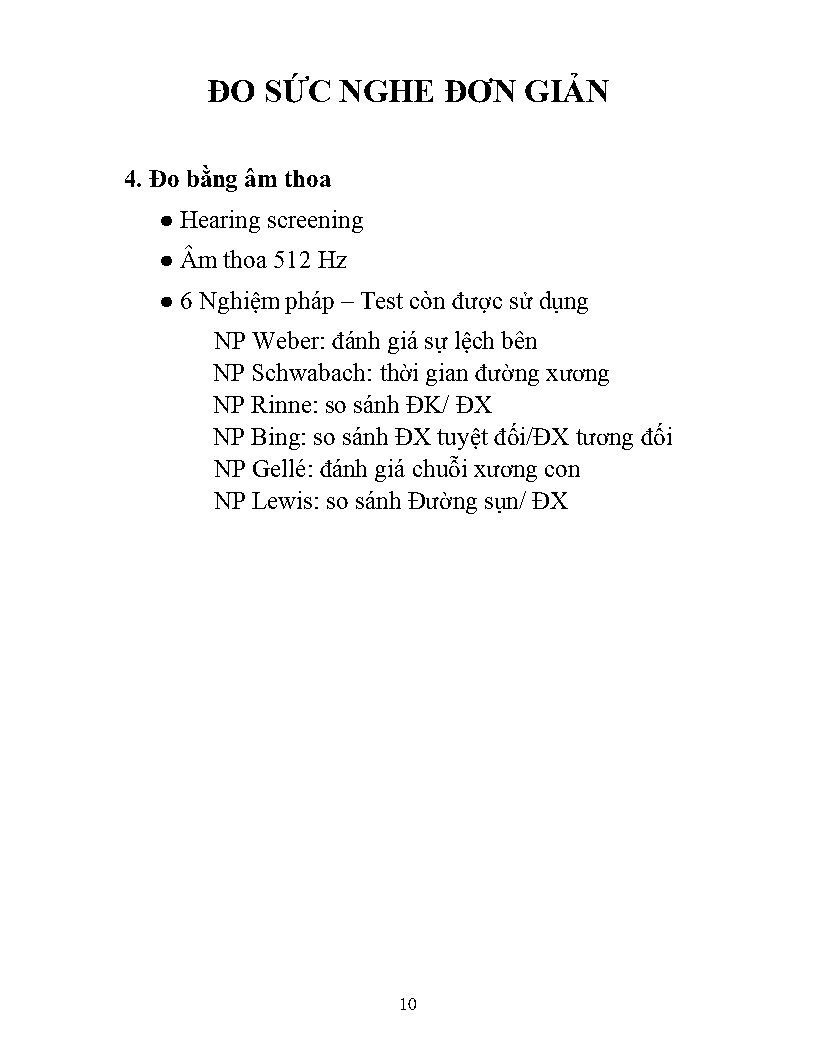 ĐO SỨC NGHE ĐƠN GIẢN
4. Đo bằng âm thoa
● Hearing screening
● Âm thoa 512 Hz
● 6 Nghiệm pháp – Test còn được sử dụng
NP Weber: đánh giá sự lệch bên
NP Schwabach: thời gian đường xương
NP Rinne: so sánh ĐK/ ĐX
NP Bing: so sánh ĐX tuyệt đối/ĐX tương đối
NP Gellé: đánh giá chuỗi xương con
NP Lewis: so sánh Đường sụn/ ĐX
10